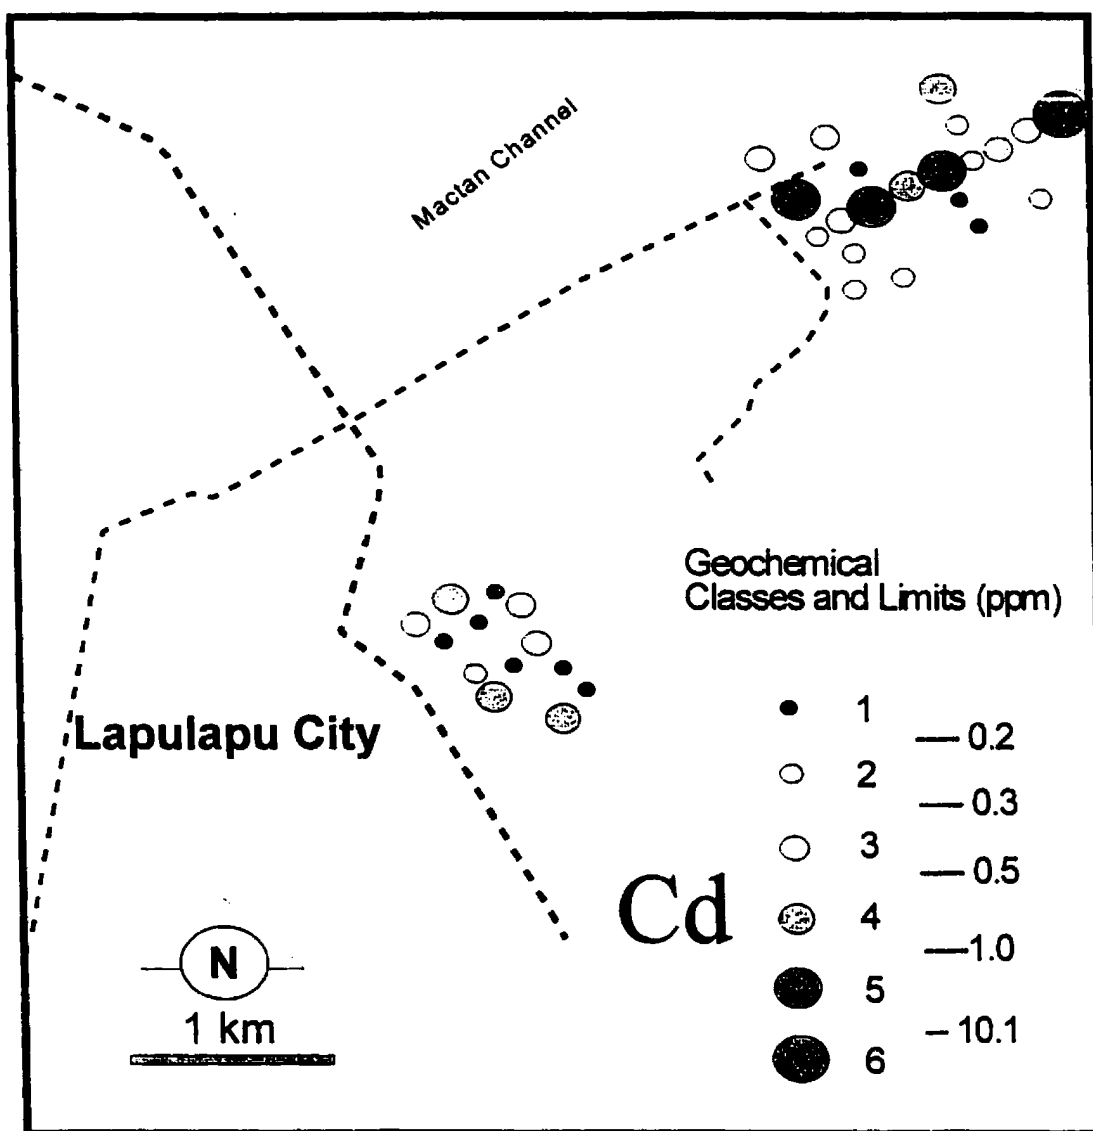 Mactan Channel
Geochemical
Classes and Limits (ppm)
1
— 0.2
2
— 0.3
3
— 0.5
Lapulapu City
Cd
4
— 1.0
5
– 10.1
6
N
1 km